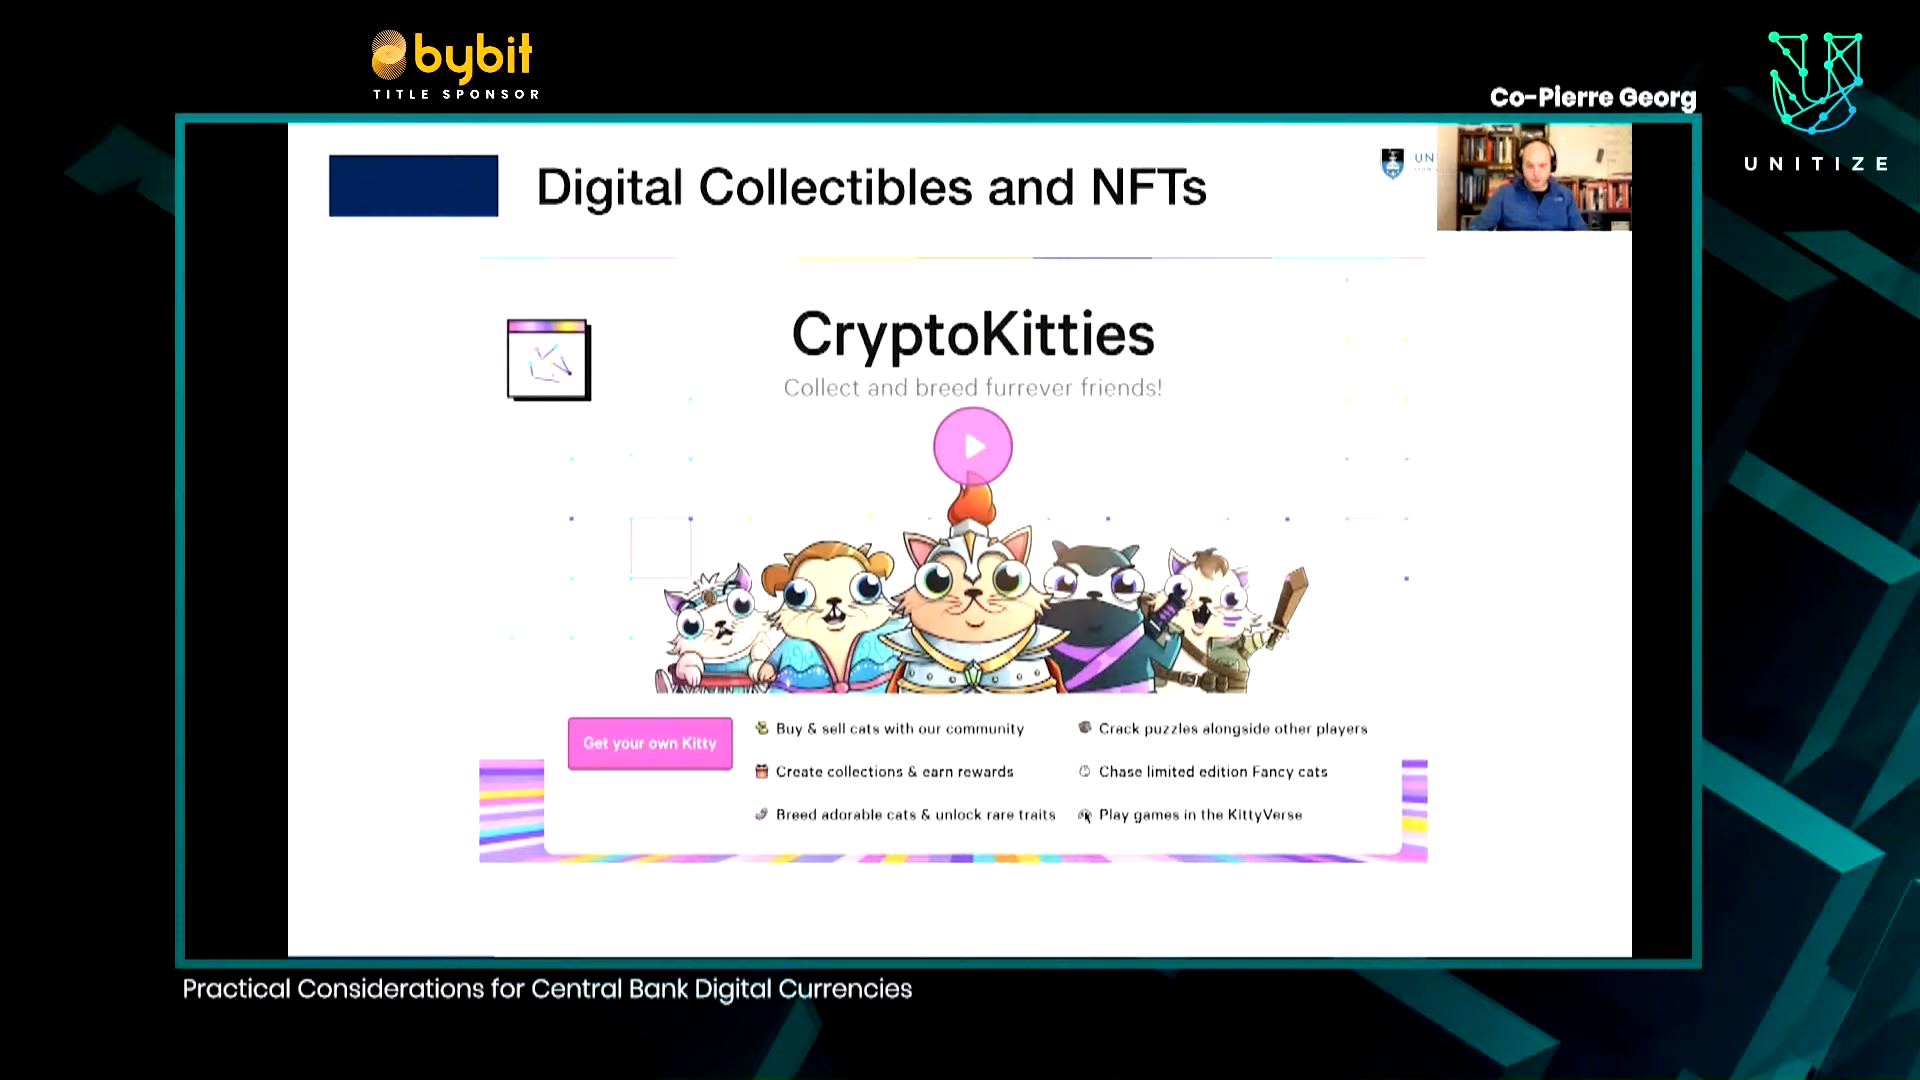 bybit
TITLE SPONSOR
Co-Pierre Georg
UNITIZE
Digital Collectibles and NFTs
UN
CryptoKitties
Collect and breed furrever friends!
Get your own Kitty
Buy & sell cats with our community
Create collections & earn rewards
Breed adorable cats & unlock rare traits
Crack puzzles alongside other players
Chase limited edition Fancy cats
Play games in the KittyVerse
Practical Considerations for Central Bank Digital Currencies